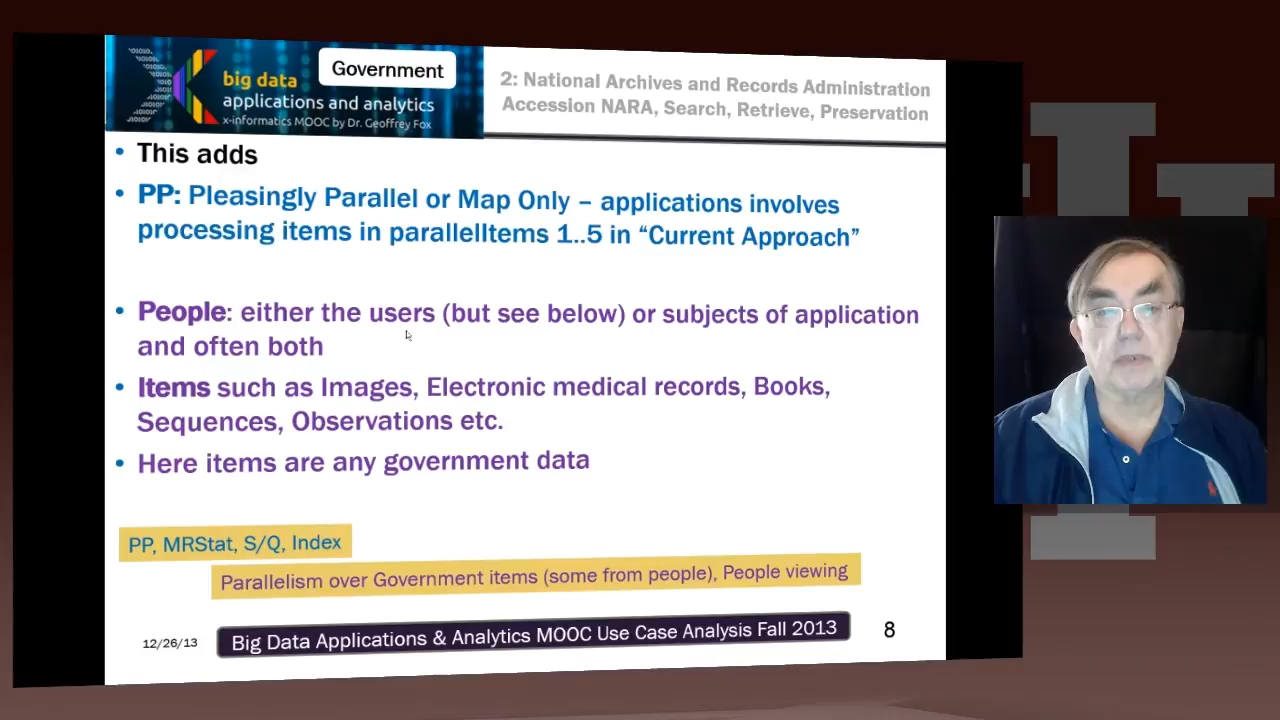 Government
big data
applications and analytics
x-informatics MOOC by Dr. Geoffrey Fox
2: National Archives and Records Administration
Accession NARA, Search, Retrieve, Preservation
• This adds
• PP: Pleasingly Parallel or Map Only – applications involves
processing items in parallelItems 1..5 in “Current Approach”
• People: either the users (but see below) or subjects of application
and often both
• Items such as Images, Electronic medical records, Books,
Sequences, Observations etc.
• Here items are any government data
PP, MRStat, S/Q, Index
Parallelism over Government items (some from people), People viewing
12/26/13
Big Data Applications & Analytics MOOC Use Case Analysis Fall 2013
8